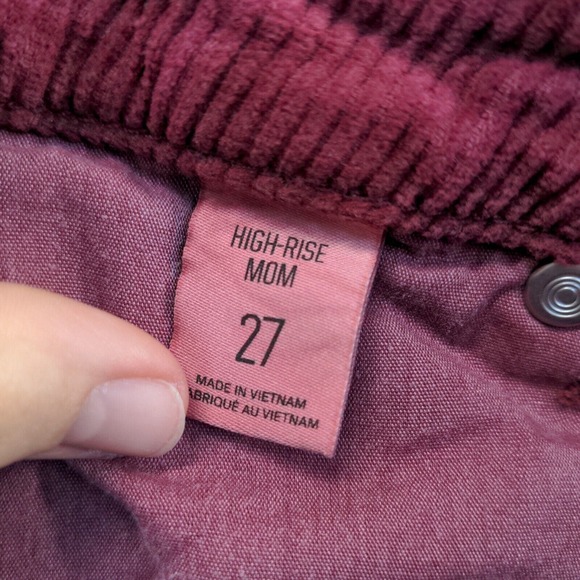 HIGH-RISE
MOM
27
MADE IN VIETNAM
ABRIQUÉ AU VIETNAM